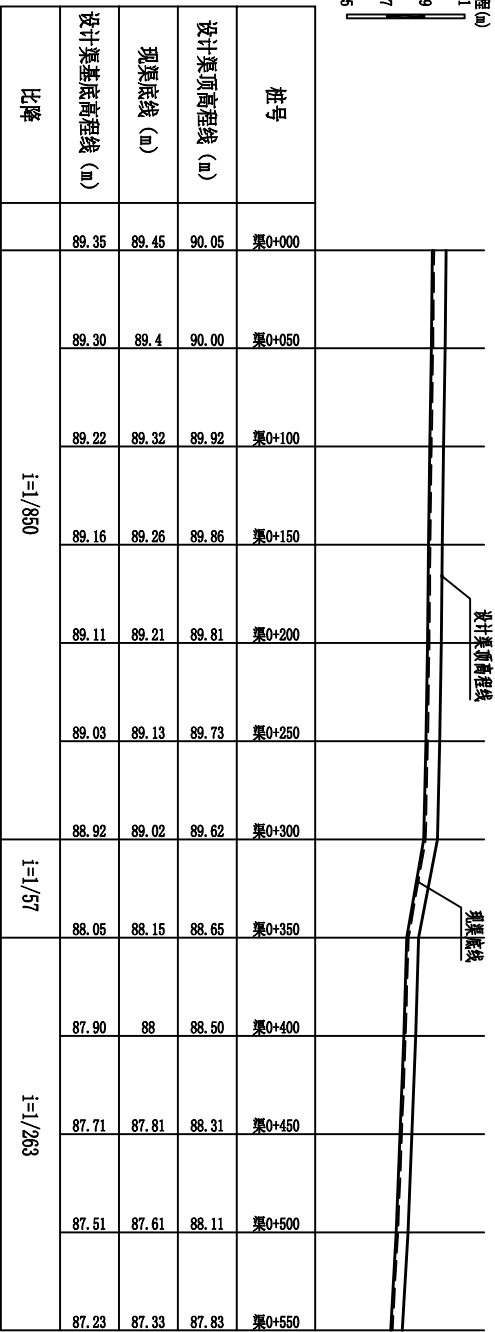 程(m)
1
9
7
5
设计渠顶高程线
现渠底线
桩号 渠0+000 渠0+050 渠0+100 渠0+150 渠0+200 渠0+250 渠0+300 渠0+350 渠0+400 渠0+450 渠0+500 渠0+550
设计渠顶高程线(m) 90.05 90.00 89.92 89.86 89.81 89.73 89.62 88.65 88.50 88.31 88.11 87.83
现渠底线(m) 89.45 89.4 89.32 89.26 89.21 89.13 89.02 88.15 88 87.81 87.61 87.33
设计渠基底高程线(m) 89.35 89.30 89.22 89.16 89.11 89.03 88.92 88.05 87.90 87.71 87.51 87.23
比降 i=1/850 i=1/57 i=1/263